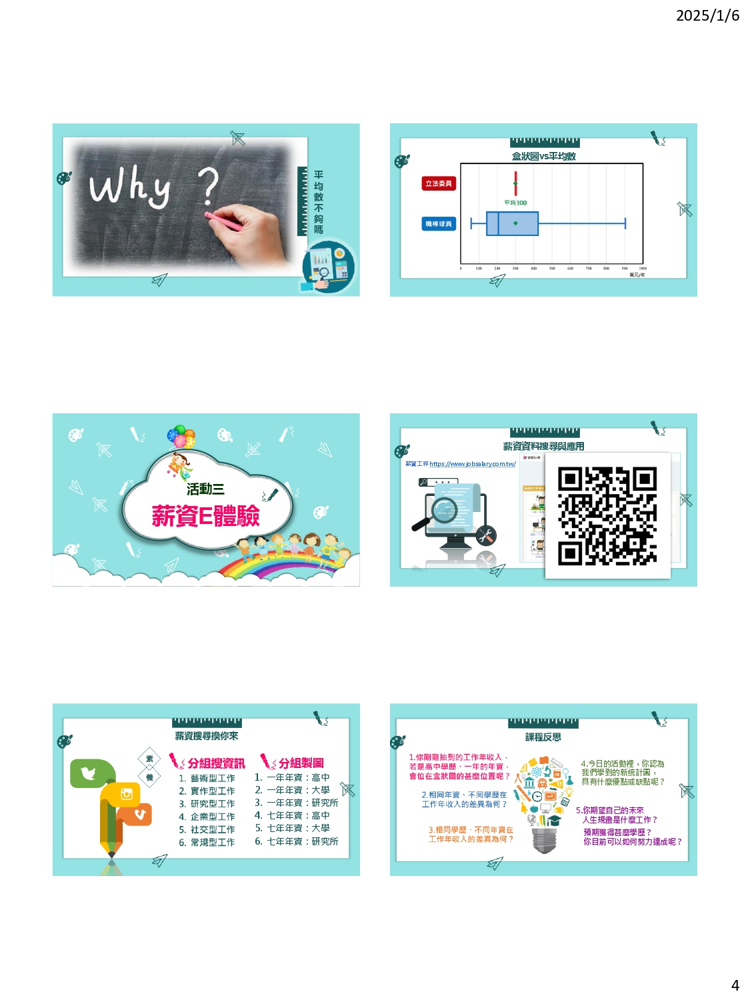 2025/1/6
Why ?
平均數不夠嗎
盒狀圖vs平均數
立法委員
平均300
職棒球員
0 100 200 300 400 500 600 700 800 900 1000
萬元/年
活動三
薪資E體驗
薪資資料搜尋與應用
薪資工秤https://www.jobsalary.com.tw/
薪資搜尋換你來
素
養
分組搜資訊
1. 藝術型工作
2. 實作型工作
3. 研究型工作
4. 企業型工作
5. 社交型工作
6. 常規型工作
分組製圖
1. 一年年資：高中
2. 一年年資：大學
3. 一年年資：研究所
4. 七年年資：高中
5. 七年年資：大學
6. 七年年資：研究所
課程反思
1.你剛剛抽到的工作年收入，
若是高中學歷、一年的年資，
會位在盒狀圖的甚麼位置呢？
2.相同年資、不同學歷在
工作年收入的差異為何？
3.相同學歷，不同年資在
工作年收入的差異為何？
4.今日的活動裡，你認為
我們學到的新統計圖，
具有什麼優點或缺點呢？
5.你期望自己的未來
人生規畫是什麼工作？
預期獲得甚麼學歷？
你目前可以如何努力達成呢？
4